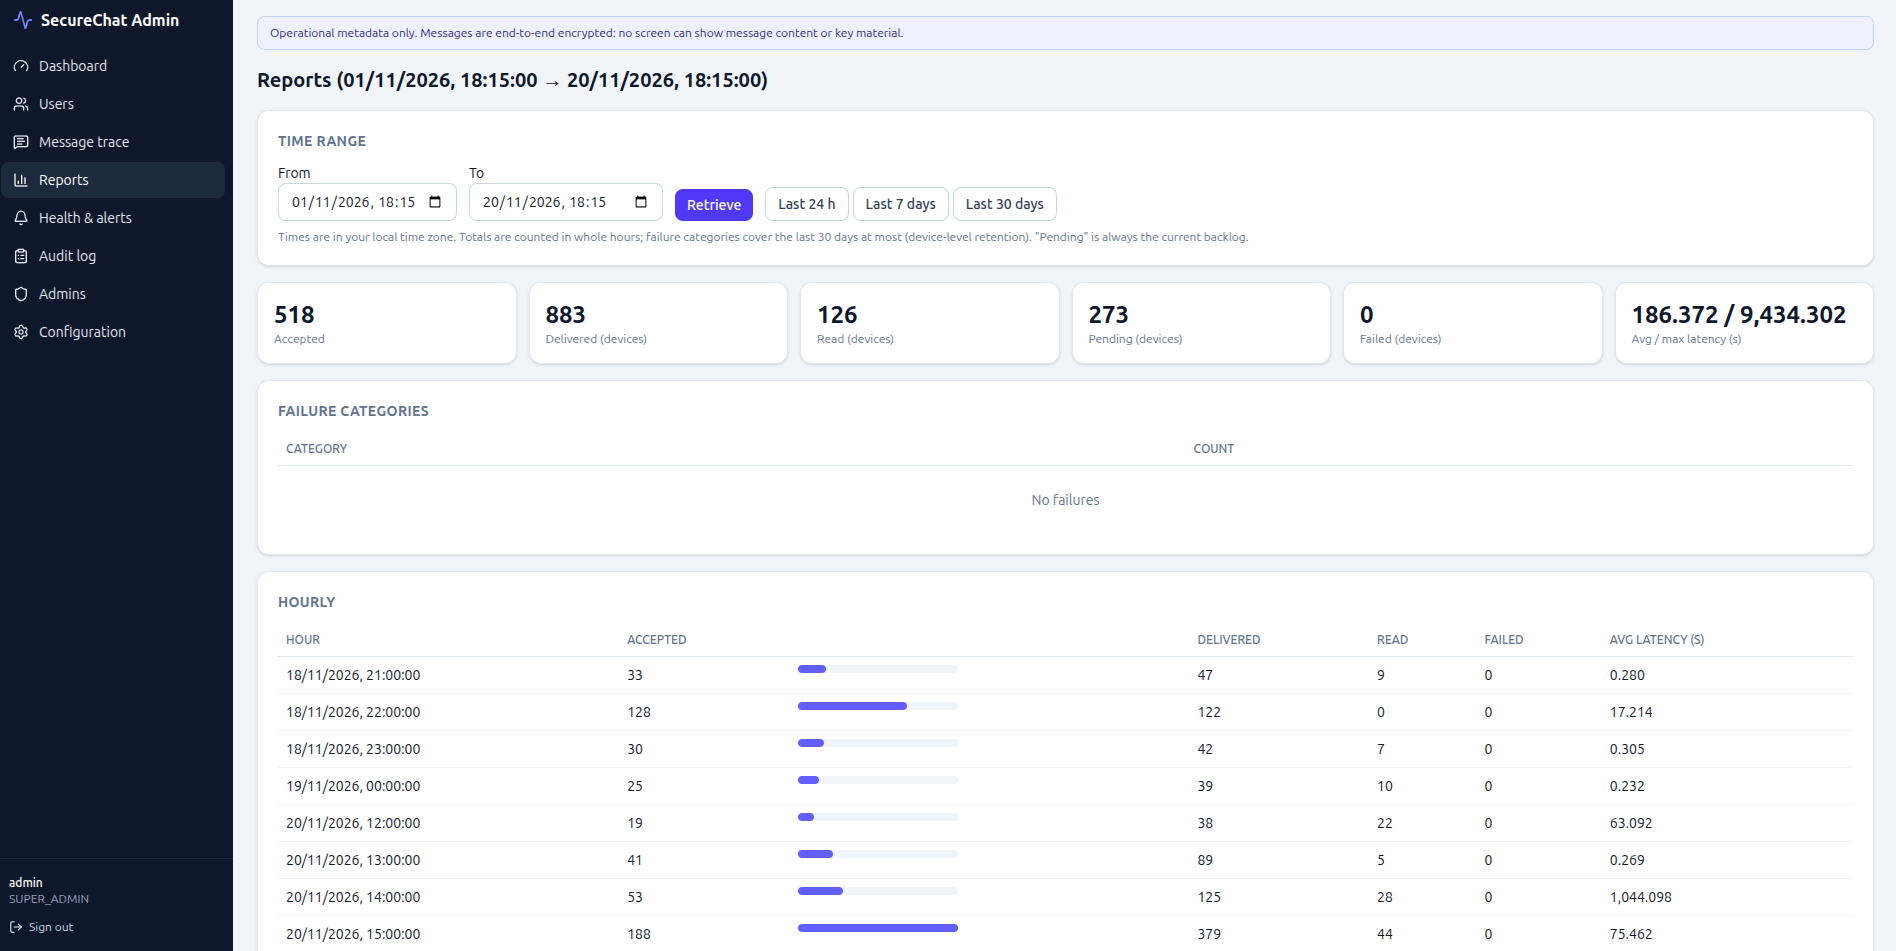 SecureChat Admin
Dashboard
Users
Message trace
Reports
Health & alerts
Audit log
Admins
Configuration
admin
SUPER_ADMIN
Sign out
Operational metadata only. Messages are end-to-end encrypted: no screen can show message content or key material.
Reports (01/11/2026, 18:15:00 → 20/11/2026, 18:15:00)
TIME RANGE
From To
01/11/2026, 18:15 20/11/2026, 18:15 Retrieve Last 24 h Last 7 days Last 30 days
Times are in your local time zone. Totals are counted in whole hours; failure categories cover the last 30 days at most (device-level retention). "Pending" is always the current backlog.
518 883 126 273 0 186.372 / 9,434.302
Accepted Delivered (devices) Read (devices) Pending (devices) Failed (devices) Avg / max latency (s)
FAILURE CATEGORIES
CATEGORY COUNT
No failures
HOURLY
HOUR ACCEPTED DELIVERED READ FAILED AVG LATENCY (S)
18/11/2026, 21:00:00 33 47 9 0 0.280
18/11/2026, 22:00:00 128 122 0 0 17.214
18/11/2026, 23:00:00 30 42 7 0 0.305
19/11/2026, 00:00:00 25 39 10 0 0.232
20/11/2026, 12:00:00 19 38 22 0 63.092
20/11/2026, 13:00:00 41 89 5 0 0.269
20/11/2026, 14:00:00 53 125 28 0 1,044.098
20/11/2026, 15:00:00 188 379 44 0 75.462